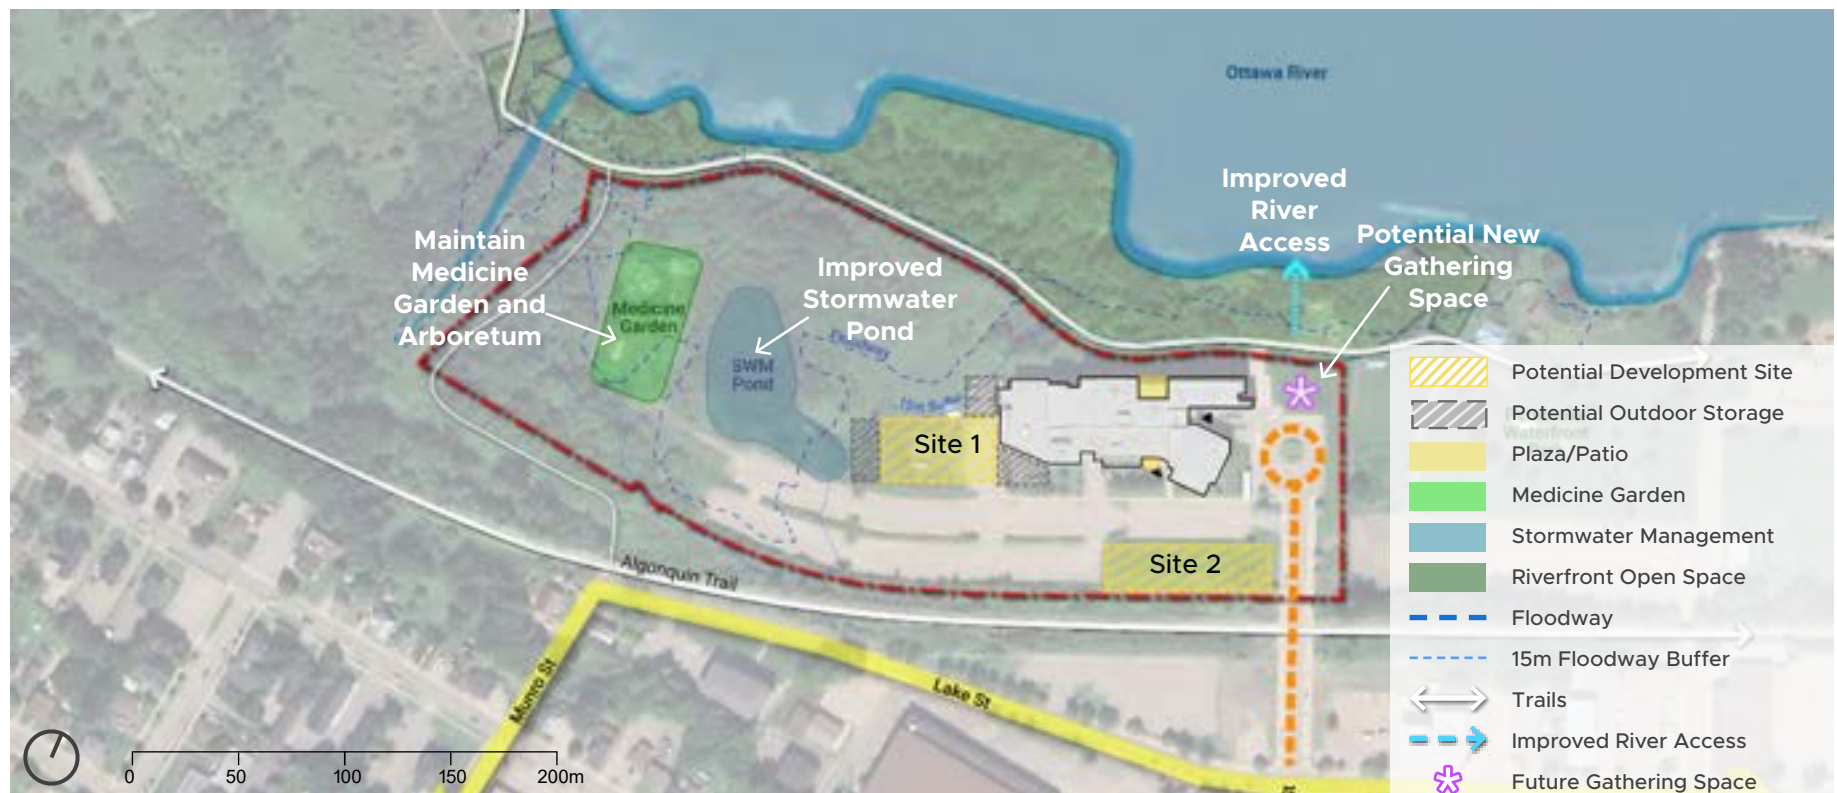 Ottawa River
Improved
River
Access
Potential New
Gathering
Space
Maintain
Medicine
Garden and
Arboretum
Improved
Stormwater
Pond
Medicine
Garden
SWM
Pond
Floodway
Site 1
Site 2
Algonquin Trail
Munro St
Lake St
0 50 100 150 200m
Potential Development Site
Potential Outdoor Storage
Waterfront
Plaza/Patio
Medicine Garden
Stormwater Management
Riverfront Open Space
Floodway
15m Floodway Buffer
Trails
Improved River Access
Future Gathering Space